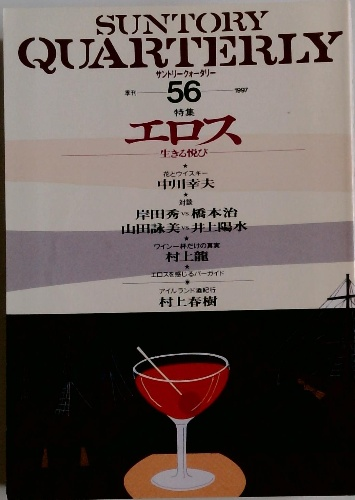 SUNTORY
QUARTERLY
サントリークォータリー
季刊 56 1997
特集
エロス
生きる悦び
★
花とウイスキー
中川幸夫
★
対談
岸田秀vs橋本治
山田詠美vs井上陽水
★
ワイン一杯だけの真実
村上龍
★
エロスを感じるバーガイド
★
アイルランド酒紀行
村上春樹